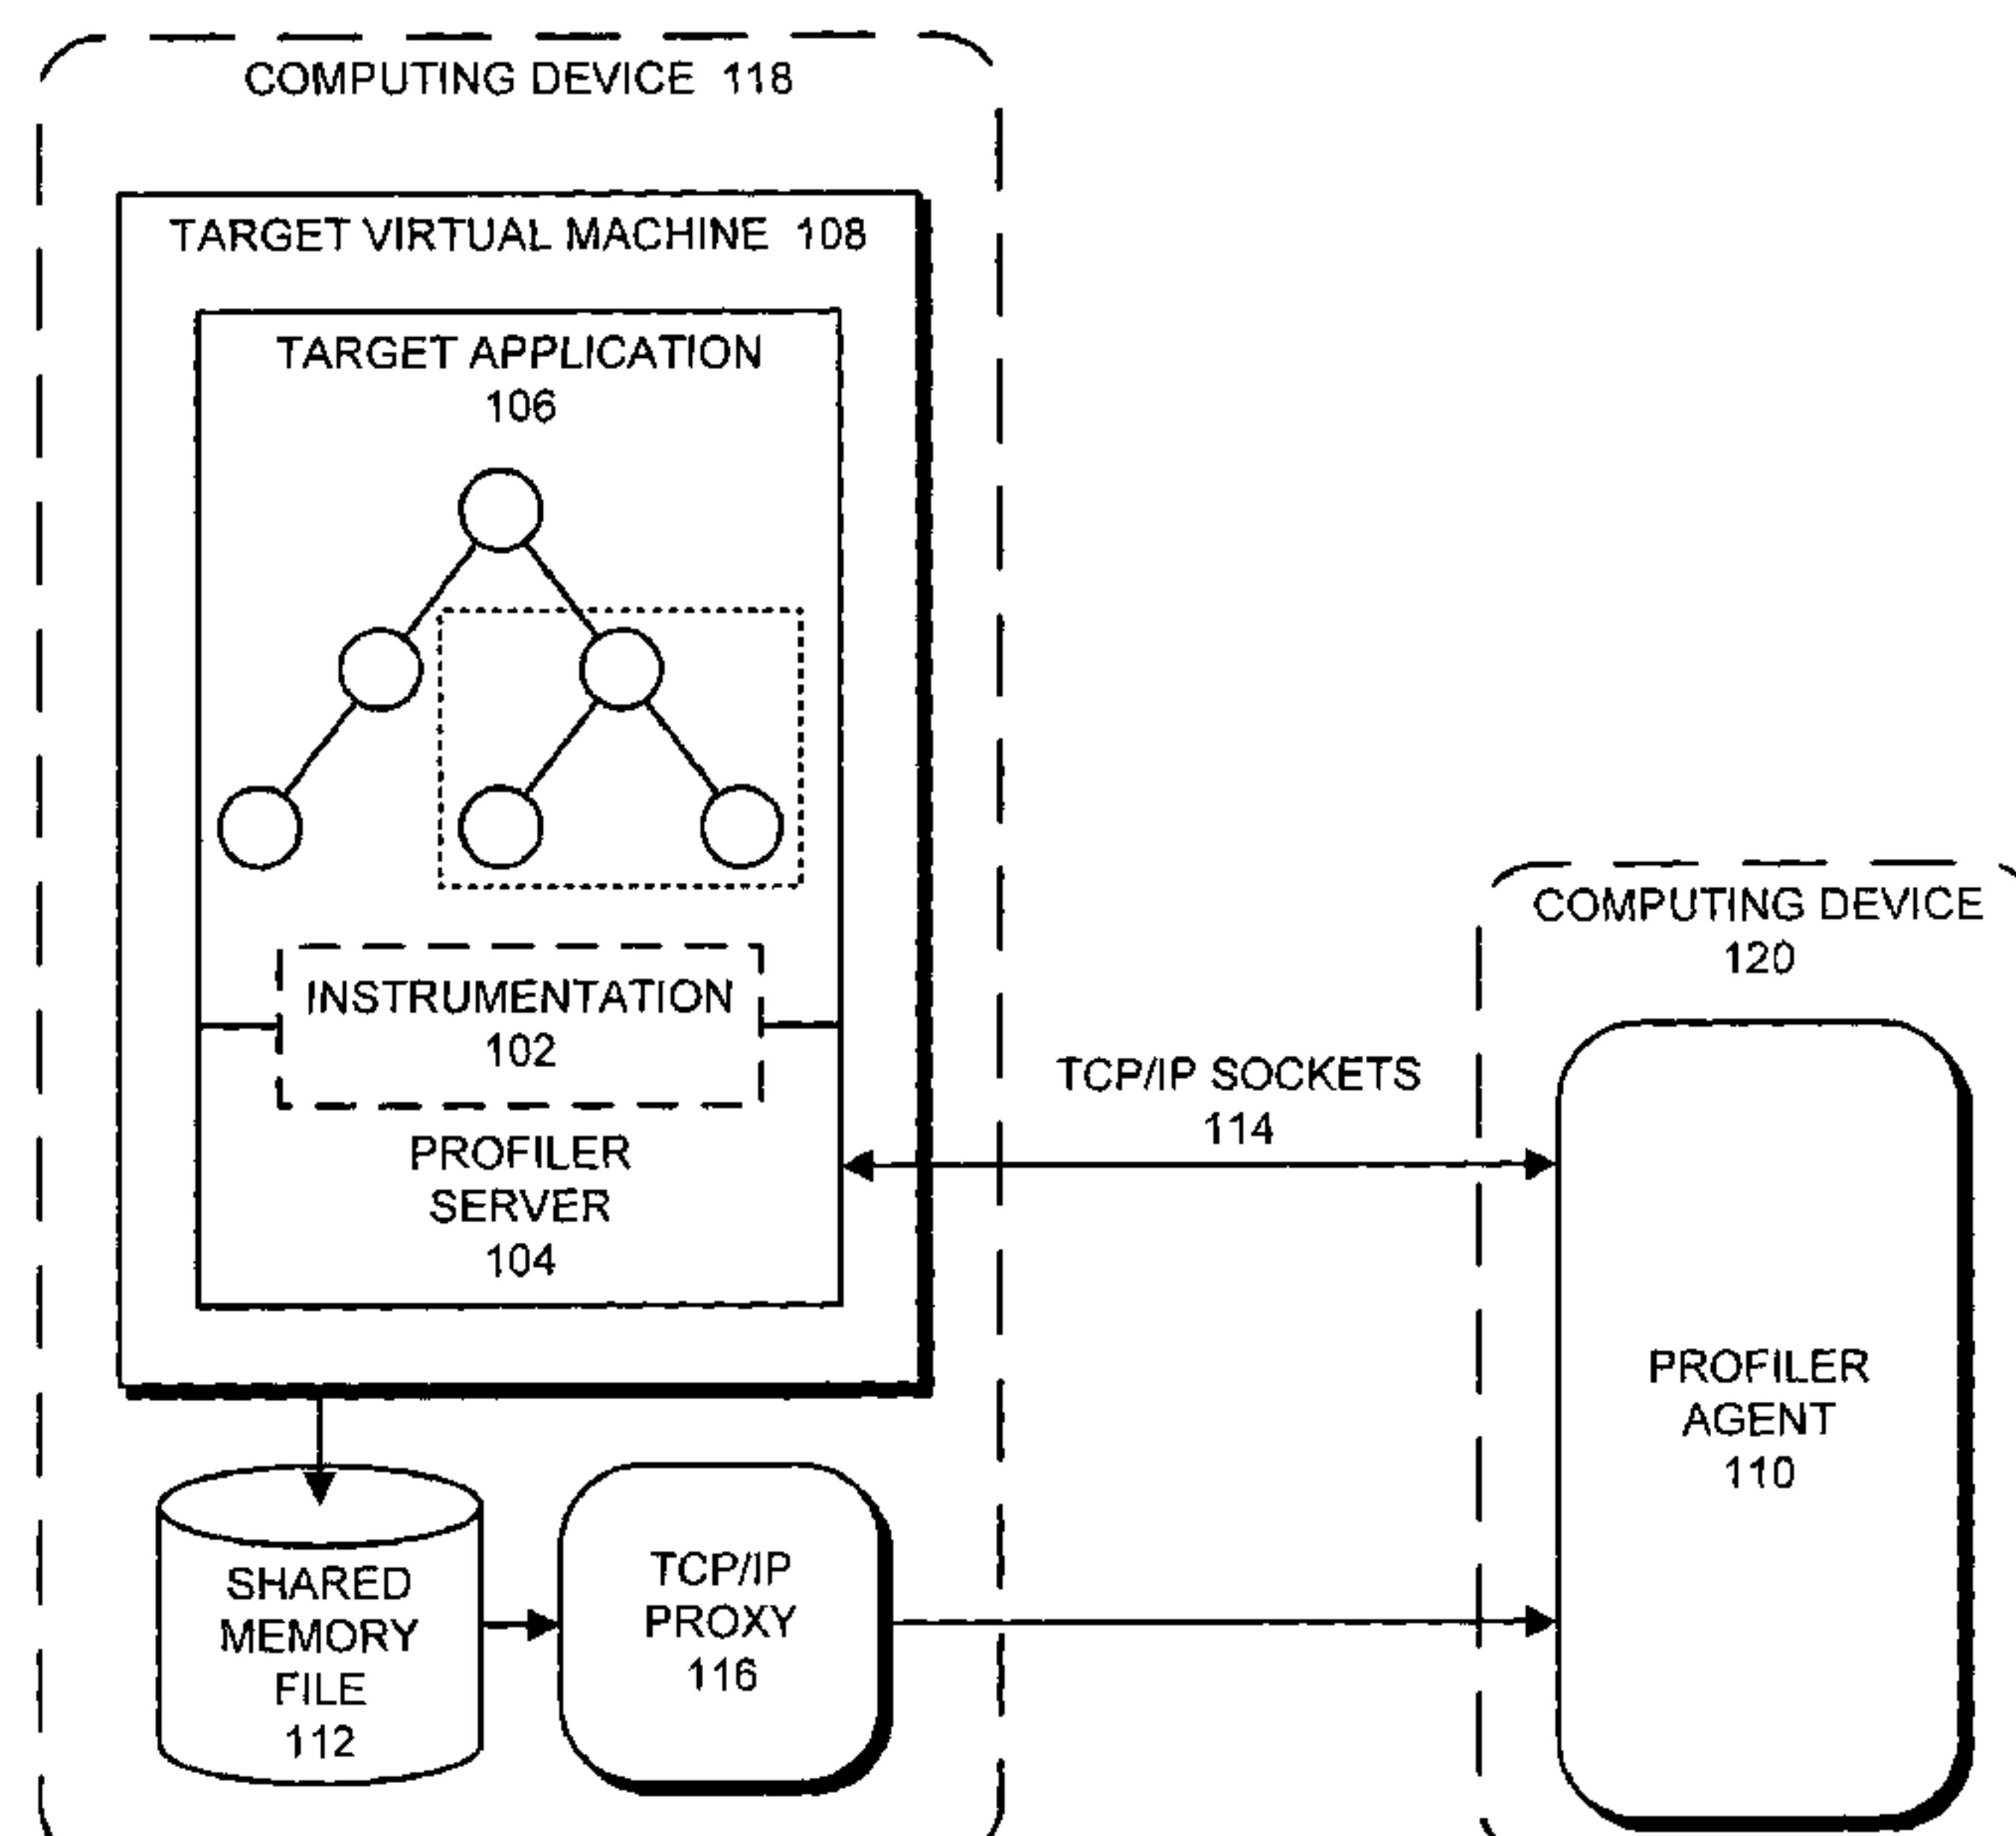 COMPUTING DEVICE 118
TARGET VIRTUAL MACHINE 108
TARGET APPLICATION
106
INSTRUMENTATION
102
PROFILER
SERVER
104
TCP/IP SOCKETS
114
COMPUTING DEVICE
120
PROFILER
AGENT
110
SHARED
MEMORY
FILE
112
TCP/IP
PROXY
116